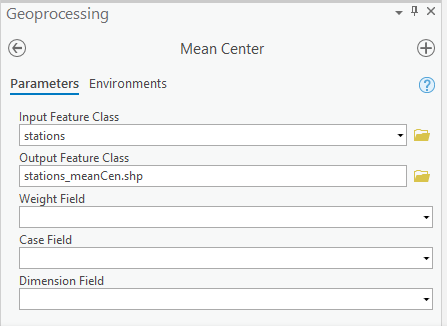 Geoprocessing
Mean Center
Parameters Environments
?
Input Feature Class
stations
Output Feature Class
stations_meanCen.shp
Weight Field
Case Field
Dimension Field